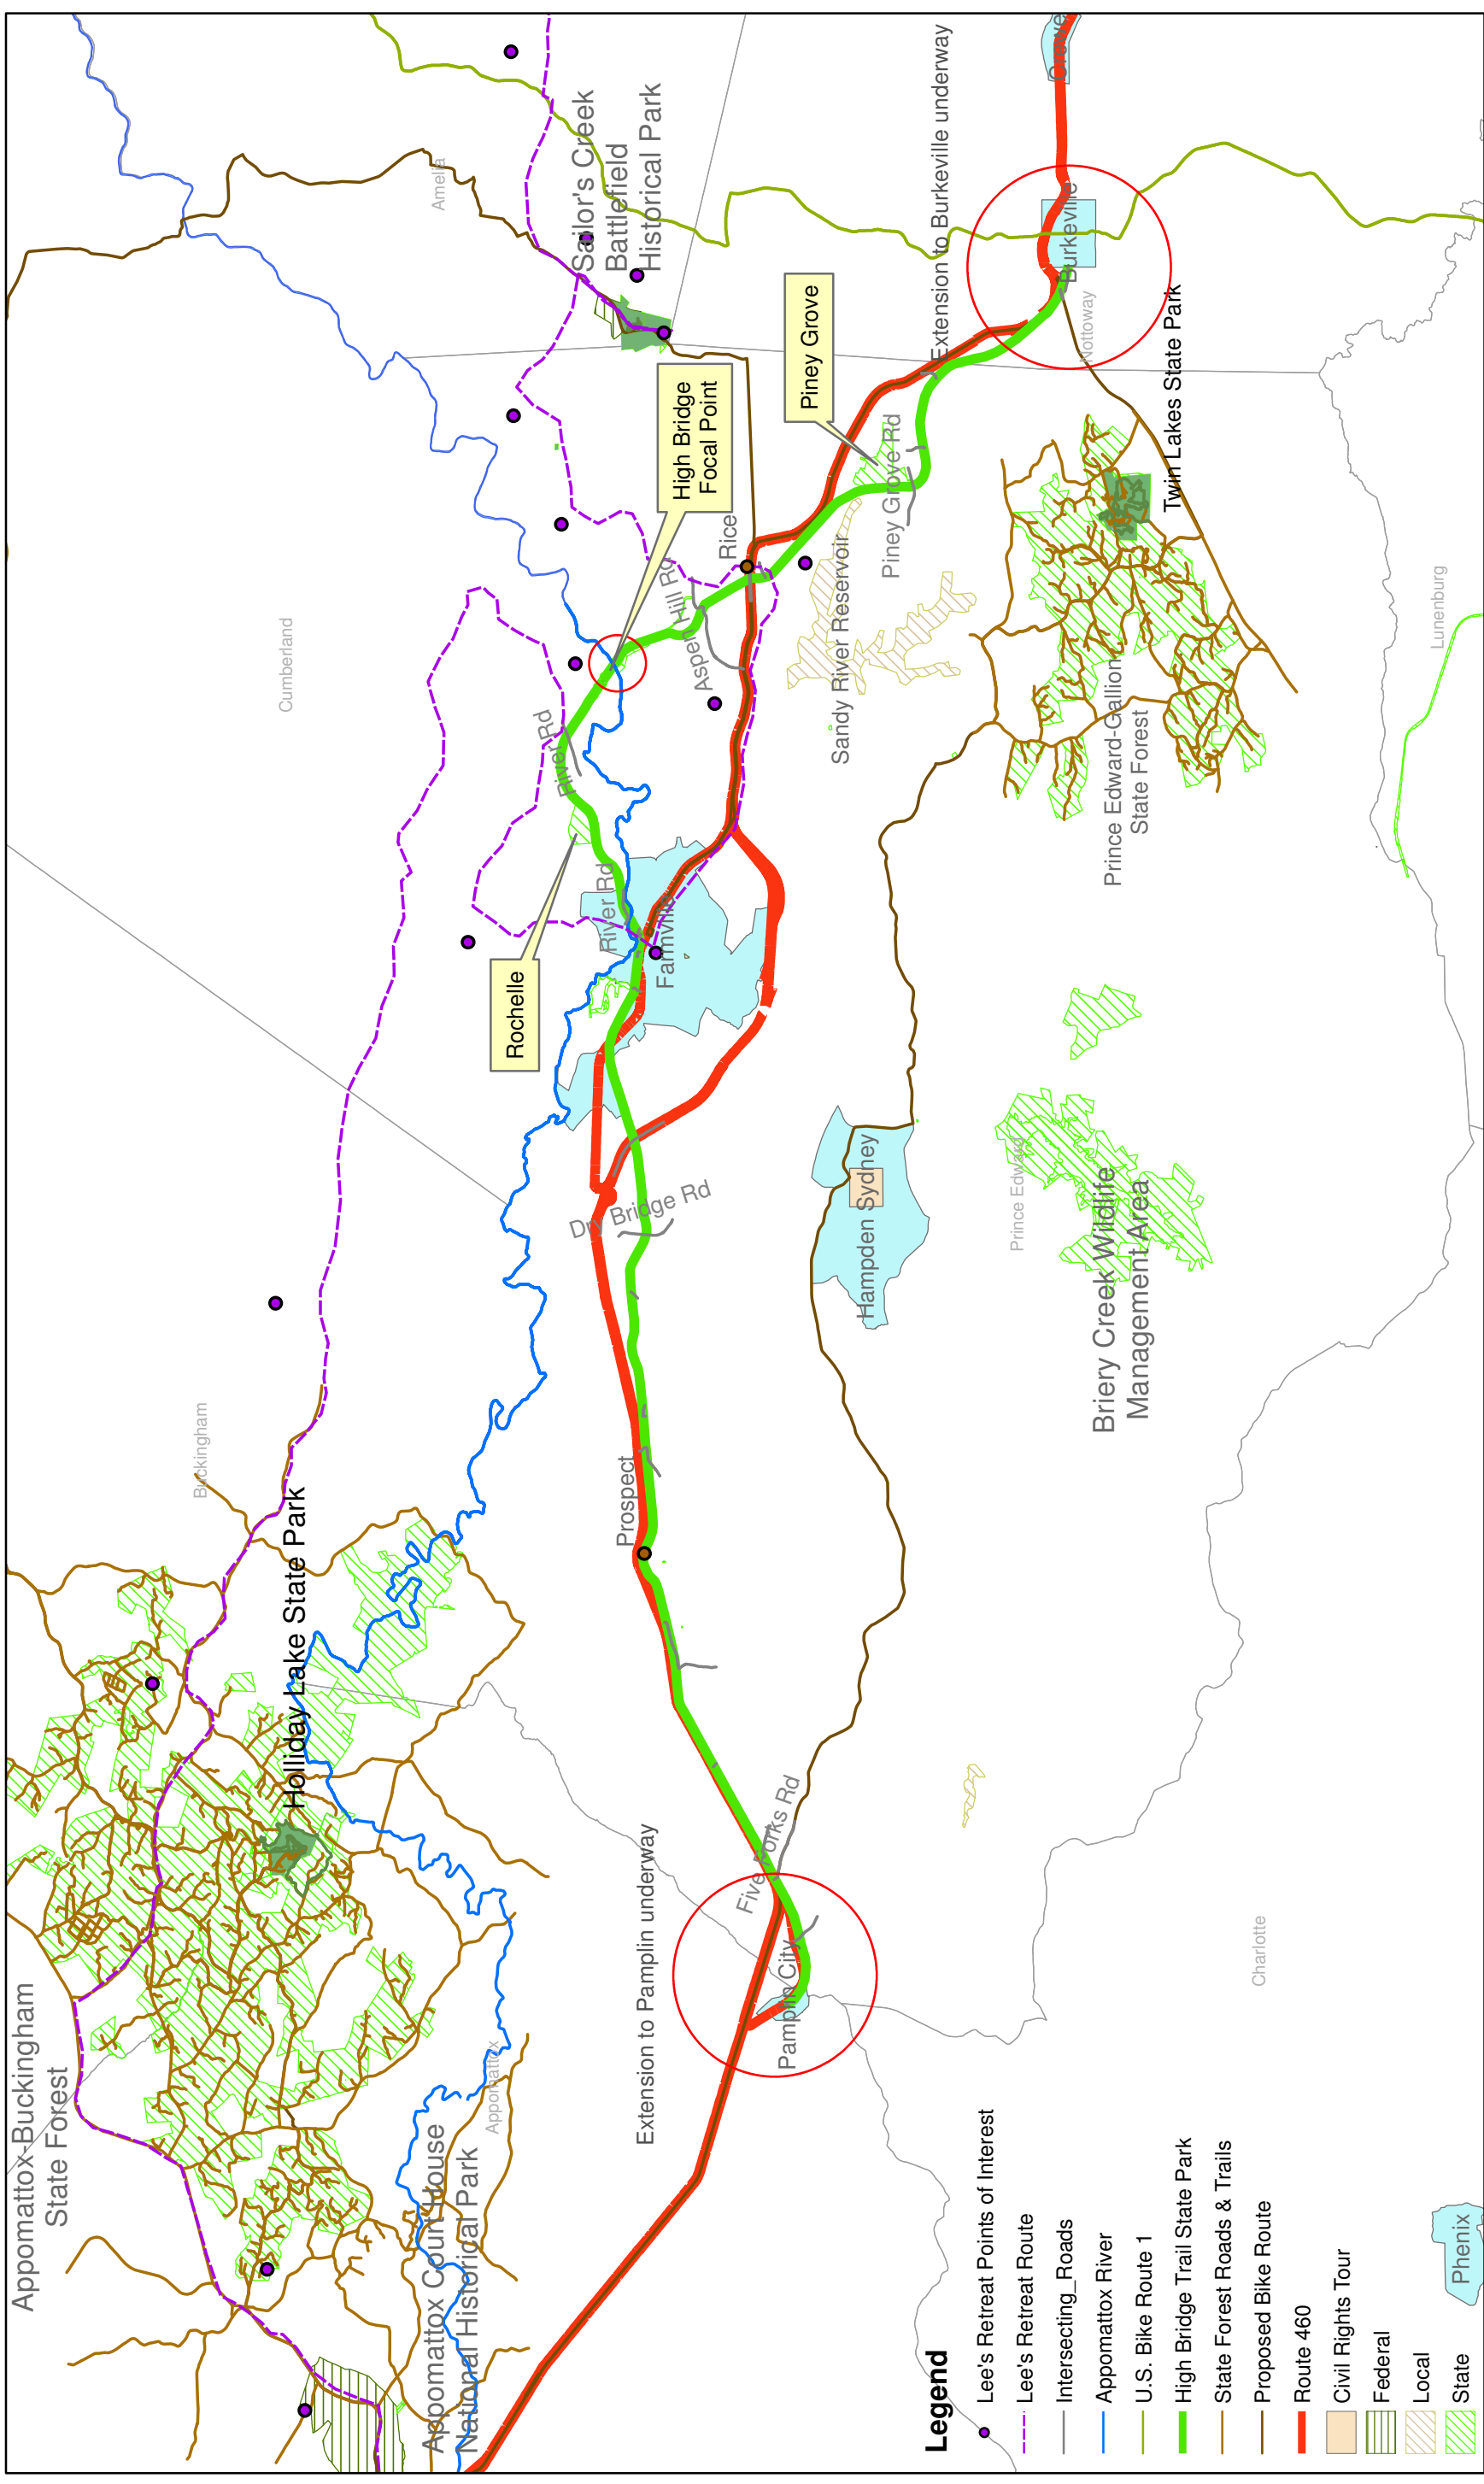 Appomattox-Buckingham
State Forest
Holliday Lake State Park
Buckingham
Cumberland
Amelia
Appomattox Court House
National Historical Park
Appomattox
Sailor's Creek
Battlefield
Historical Park
Rochelle
River Rd
River Rd
High Bridge
Focal Point
Aspen Hill Rd
Rice
Piney Grove
Piney Grove Rd
Sandy River Reservoir
Farmville
Dry Bridge Rd
Prospect
Extension to Pamplin underway
Five Forks Rd
Pamplin City
Hampden Sydney
Extension to Burkeville underway
Burkeville
Crewe
Nottoway
Twin Lakes State Park
Prince Edward-Gallion
State Forest
Prince Edward
Briery Creek Wildlife
Management Area
Lunenburg
Charlotte
Phenix
Legend
Lee's Retreat Points of Interest
Lee's Retreat Route
Intersecting_Roads
Appomattox River
U.S. Bike Route 1
High Bridge Trail State Park
State Forest Roads & Trails
Proposed Bike Route
Route 460
Civil Rights Tour
Federal
Local
State